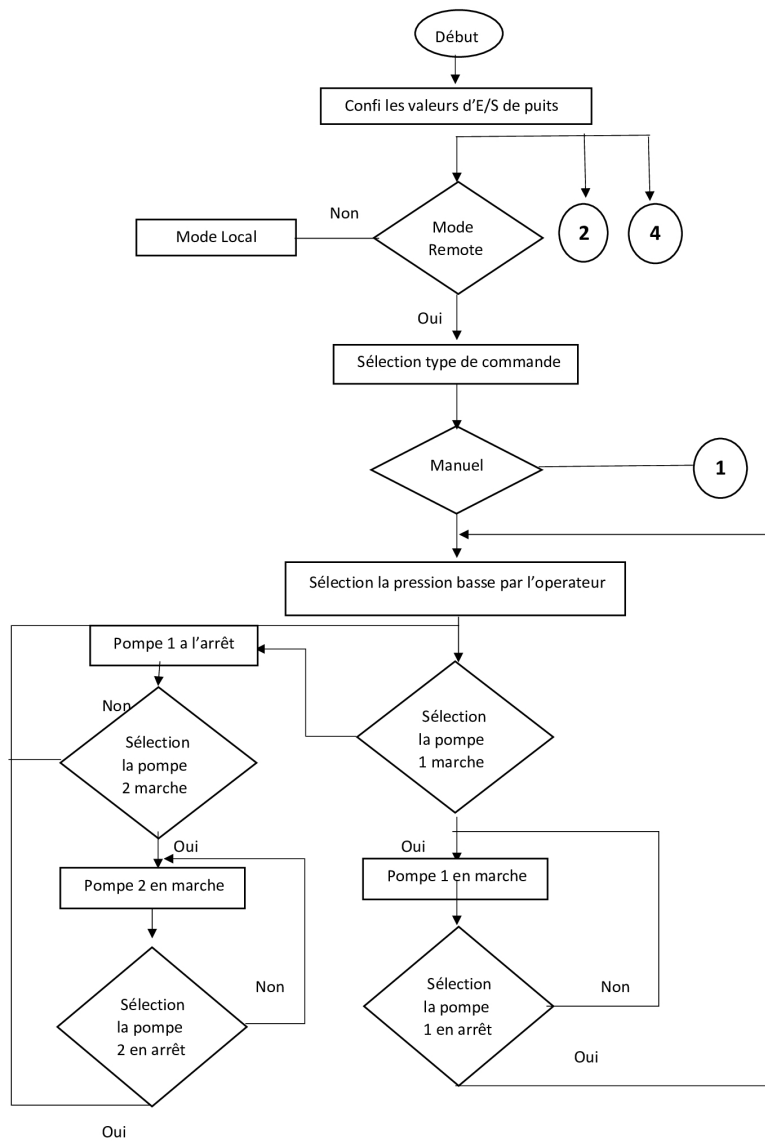 Début
Confi les valeurs d'E/S de puits
Non
Mode Local
Mode
Remote
2
4
Oui
Sélection type de commande
Manuel
1
Sélection la pression basse par l'operateur
Pompe 1 a l'arrêt
Non
Sélection
la pompe
2 marche
Sélection
la pompe
1 marche
Oui
Oui
Pompe 2 en marche
Pompe 1 en marche
Non
Sélection
la pompe
2 en arrêt
Sélection
la pompe
1 en arrêt
Non
Oui
Oui